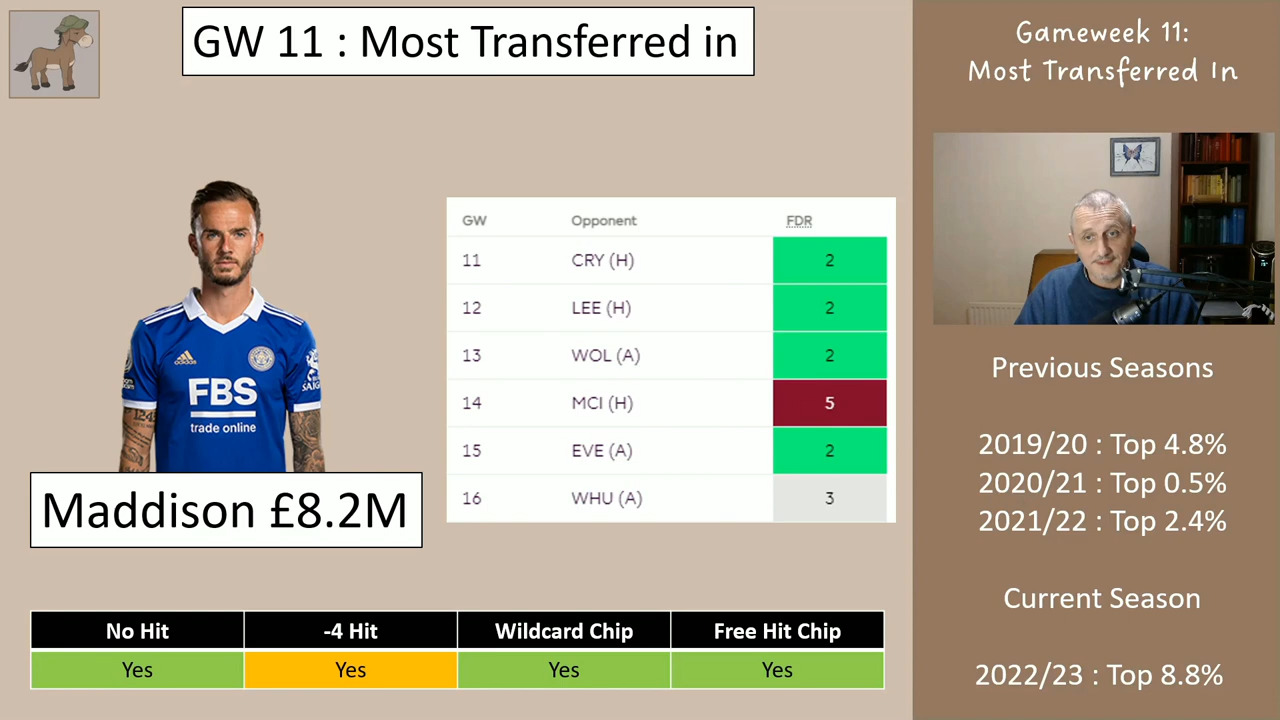 GW 11 : Most Transferred in
Gameweek 11:
Most Transferred In
GW Opponent FDR
11 CRY (H) 2
12 LEE (H) 2
13 WOL (A) 2
14 MCI (H) 5
15 EVE (A) 2
16 WHU (A) 3
adidas
FBS
trade online
Maddison £8.2M
No Hit -4 Hit Wildcard Chip Free Hit Chip
Yes Yes Yes Yes
Previous Seasons
2019/20 : Top 4.8%
2020/21 : Top 0.5%
2021/22 : Top 2.4%
Current Season
2022/23 : Top 8.8%